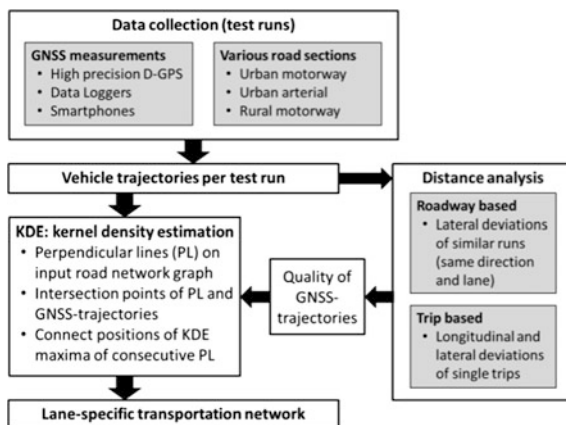 Data collection (test runs)
GNSS measurements
• High precision D-GPS
• Data Loggers
• Smartphones
Various road sections
• Urban motorway
• Urban arterial
• Rural motorway
Vehicle trajectories per test run
Distance analysis
Roadway based
• Lateral deviations
of similar runs
(same direction
and lane)
Trip based
• Longitudinal and
lateral deviations
of single trips
Quality of
GNSS-
trajectories
KDE: kernel density estimation
• Perpendicular lines (PL) on
input road network graph
• Intersection points of PL and
GNSS-trajectories
• Connect positions of KDE
maxima of consecutive PL
Lane-specific transportation network